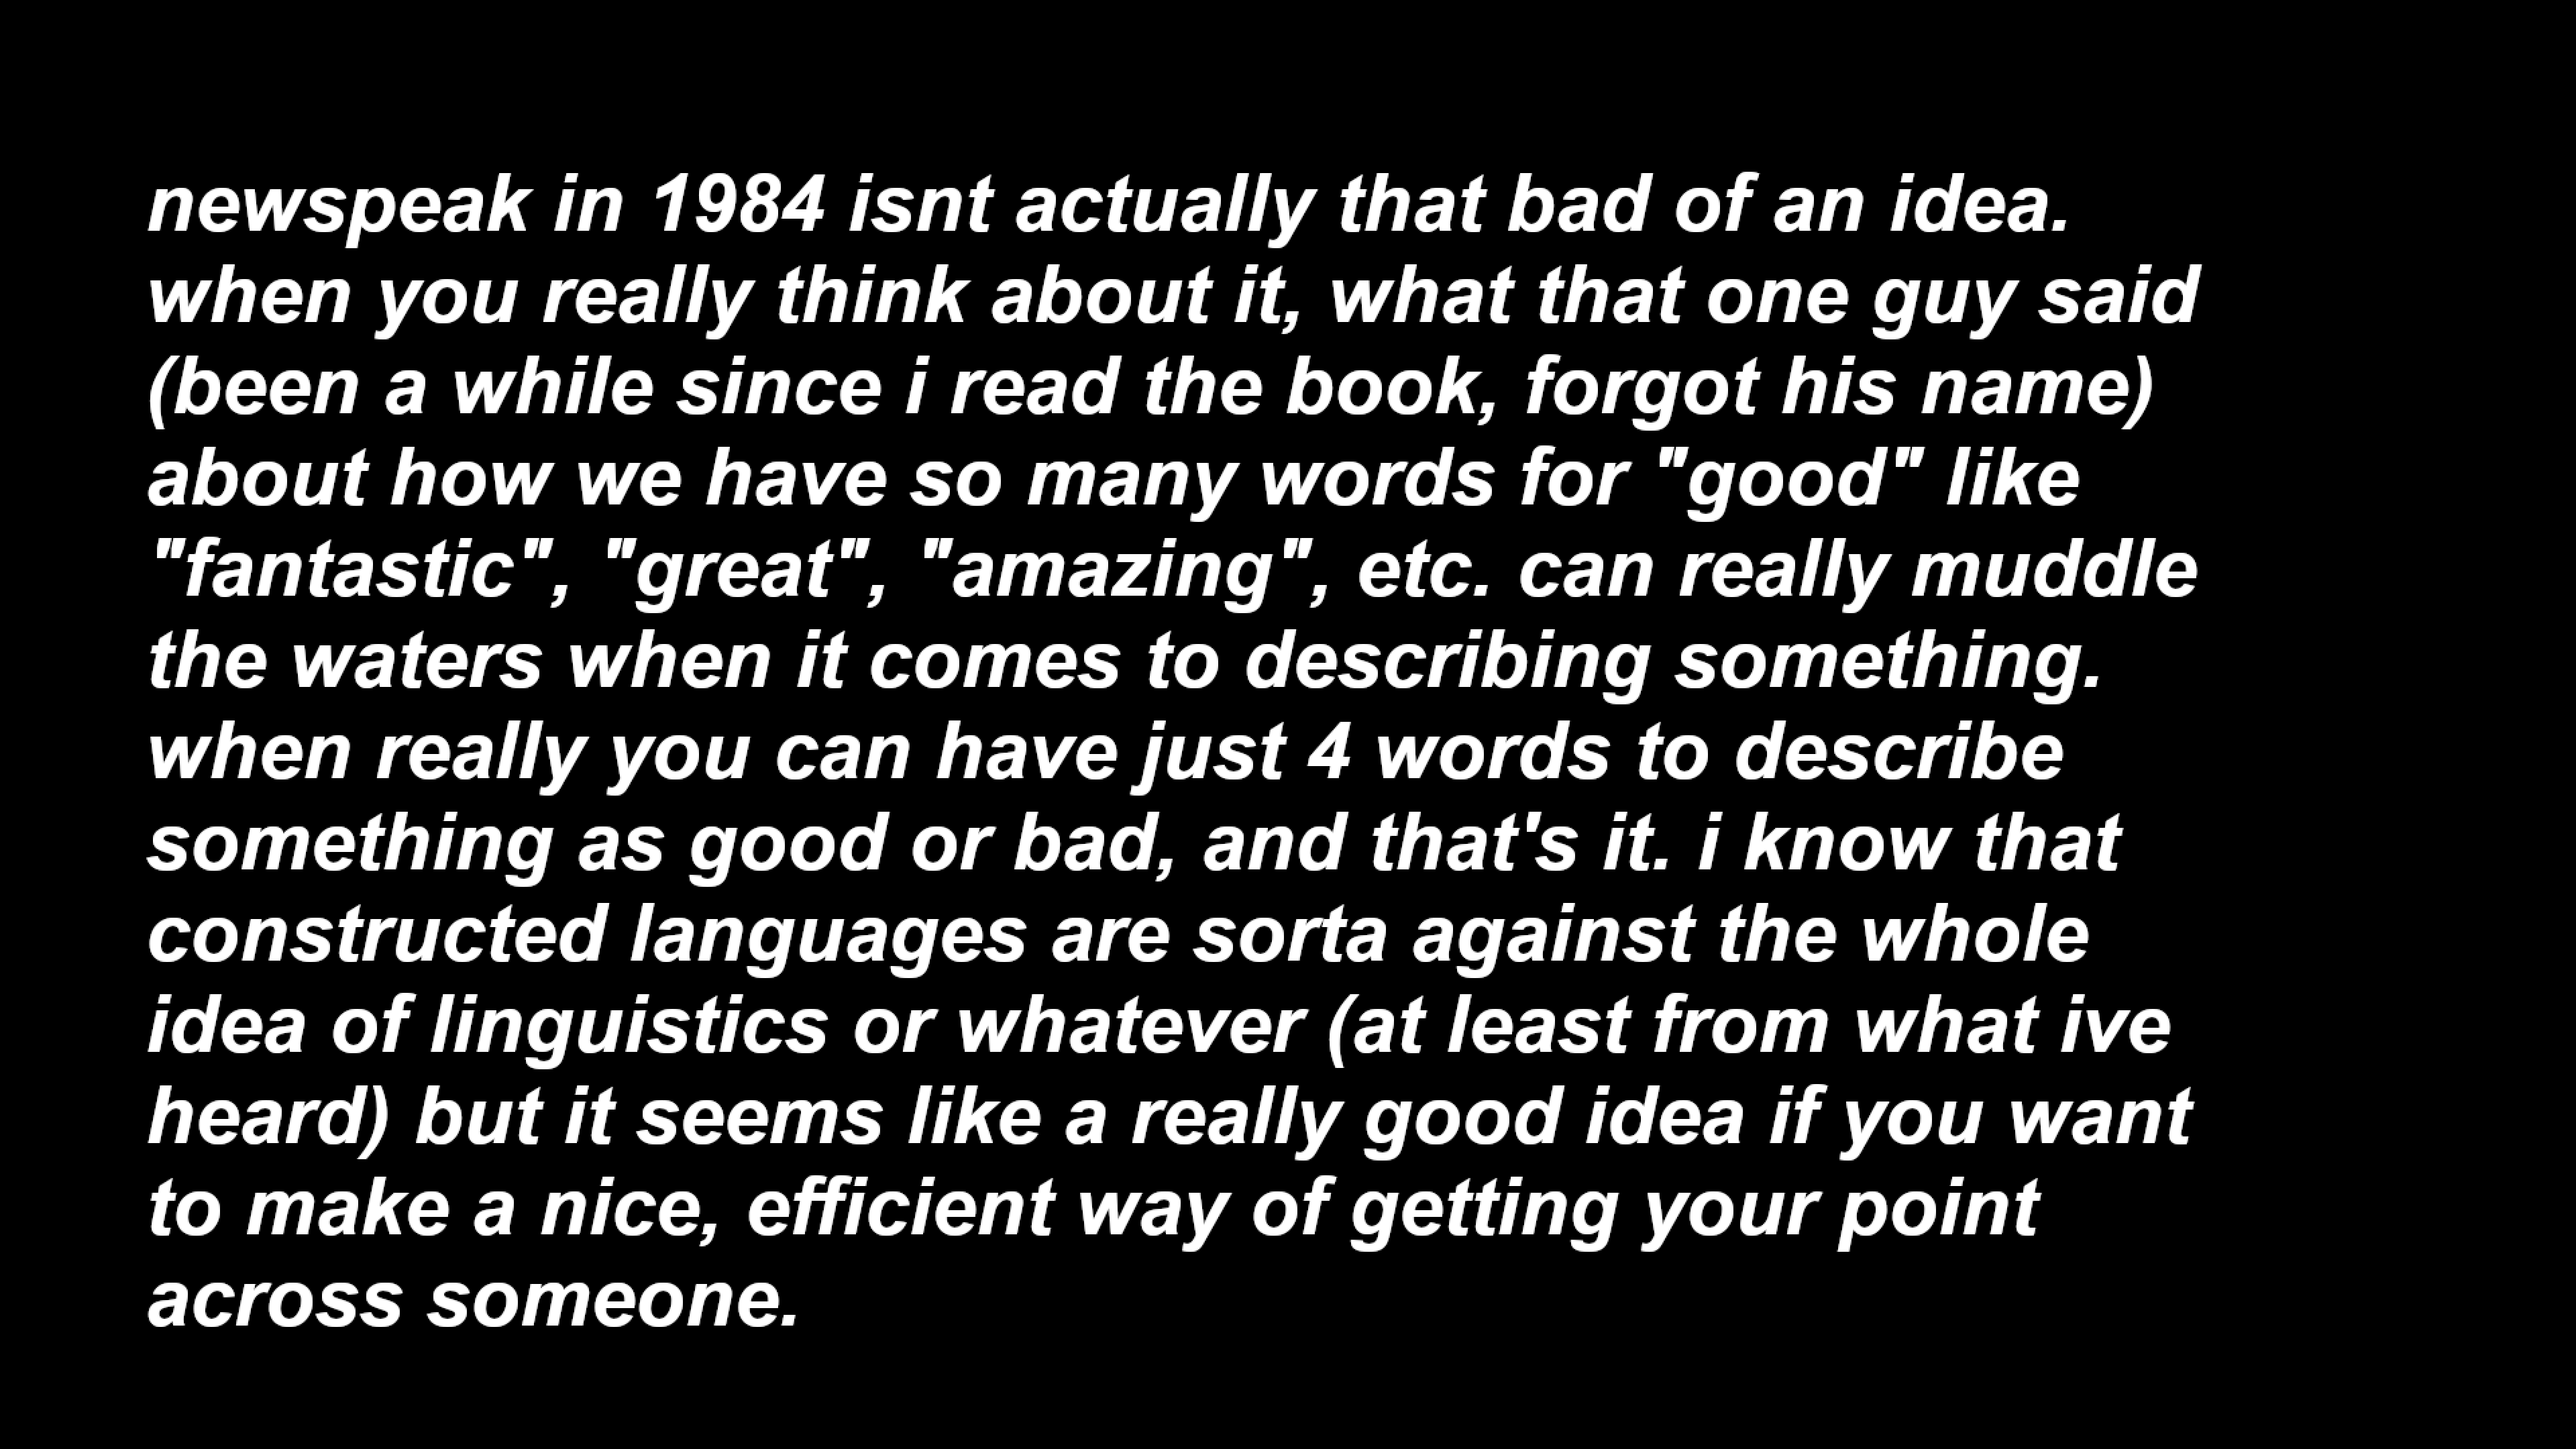 newspeak in 1984 isnt actually that bad of an idea.
when you really think about it, what that one guy said
(been a while since i read the book, forgot his name)
about how we have so many words for "good" like
"fantastic", "great", "amazing", etc. can really muddle
the waters when it comes to describing something.
when really you can have just 4 words to describe
something as good or bad, and that's it. i know that
constructed languages are sorta against the whole
idea of linguistics or whatever (at least from what ive
heard) but it seems like a really good idea if you want
to make a nice, efficient way of getting your point
across someone.